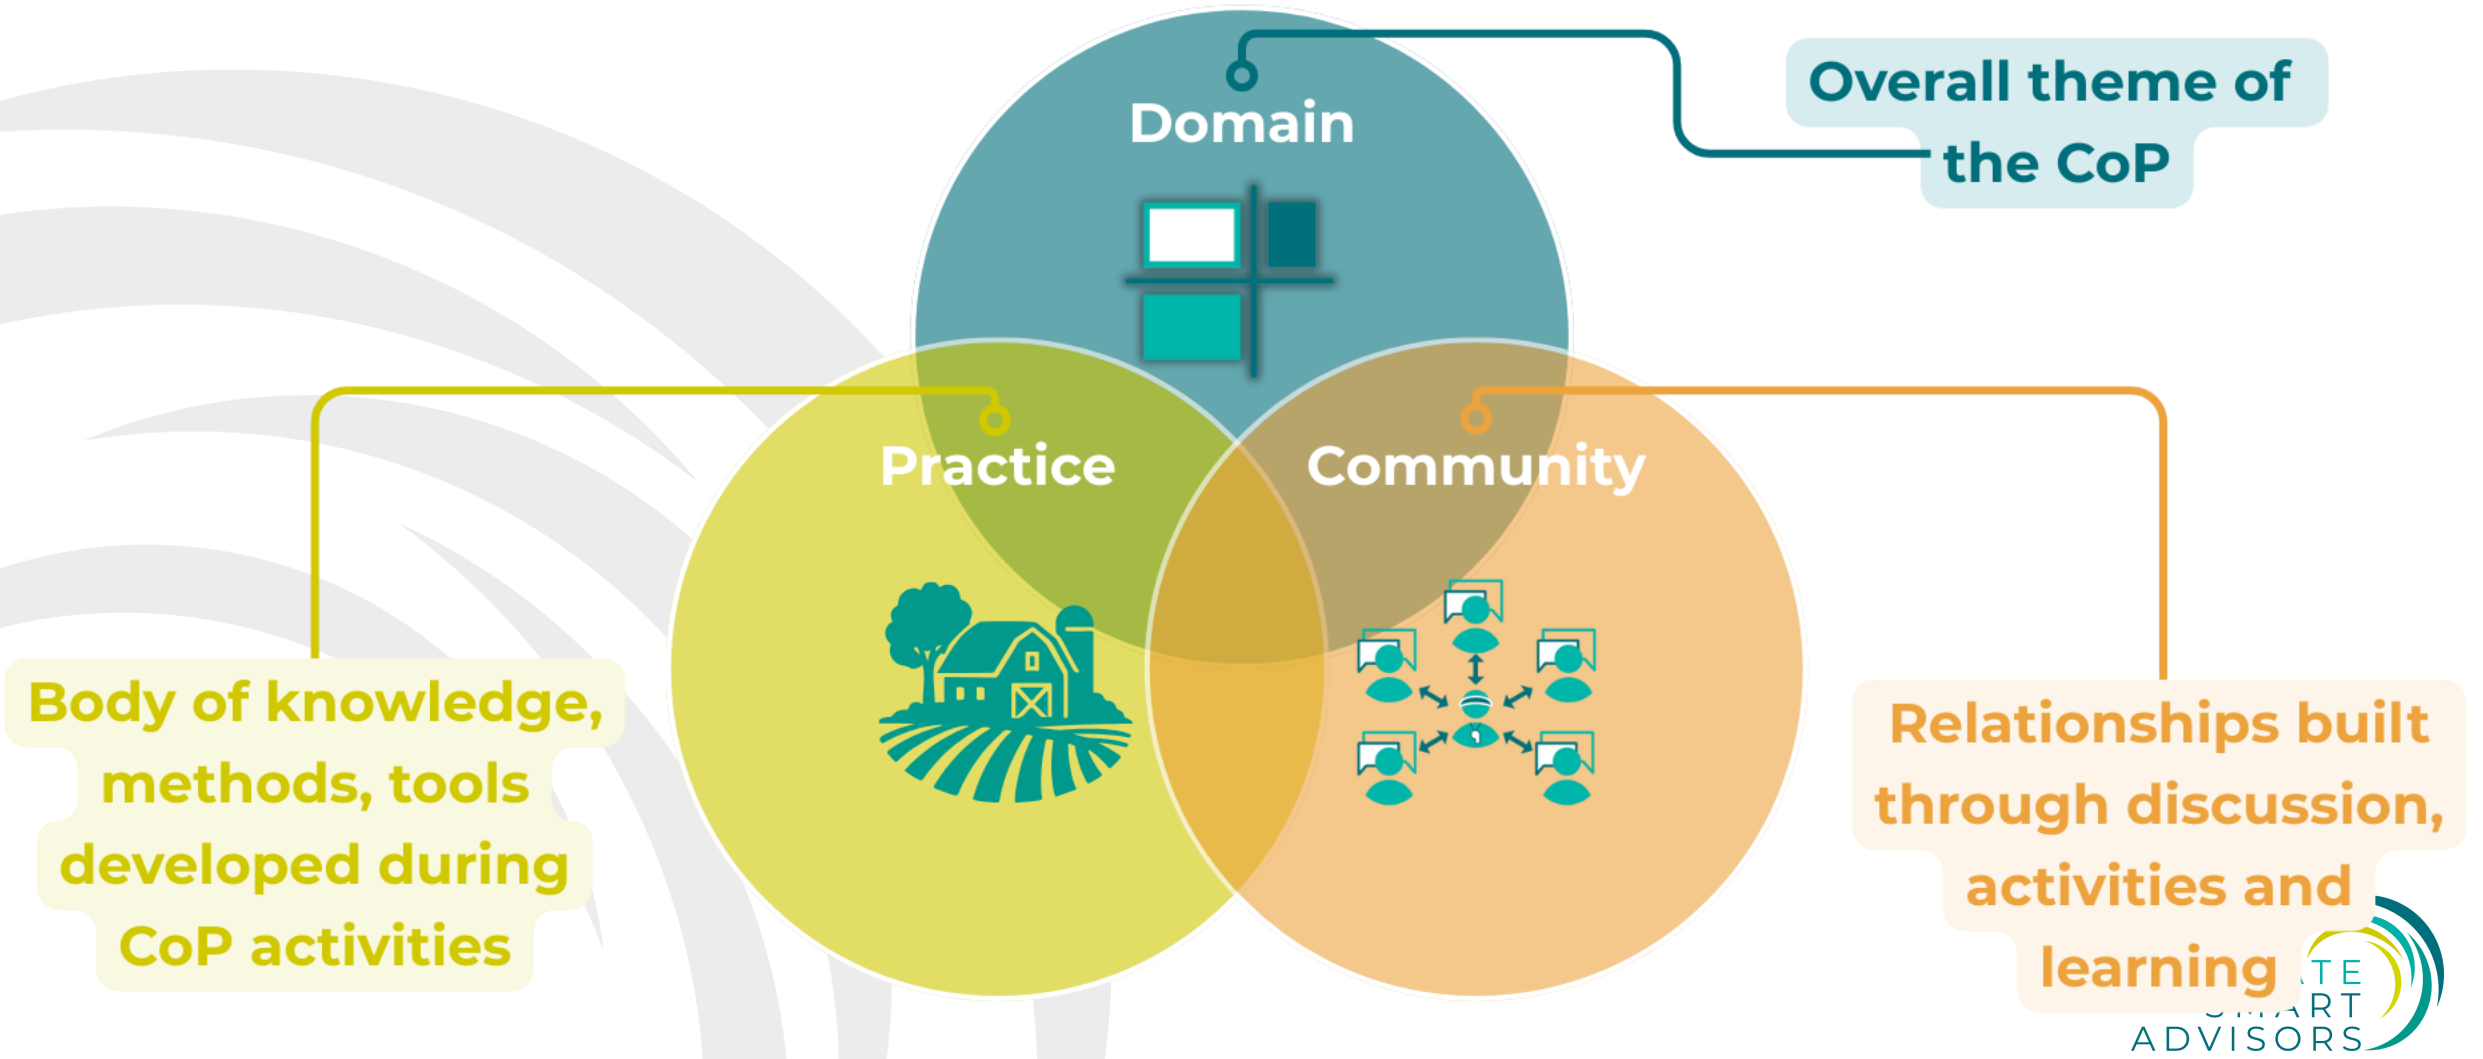 Domain
Overall theme of
the CoP
Practice
Community
Body of knowledge,
methods, tools
developed during
CoP activities
Relationships built
through discussion,
activities and
learning
ADVISORS